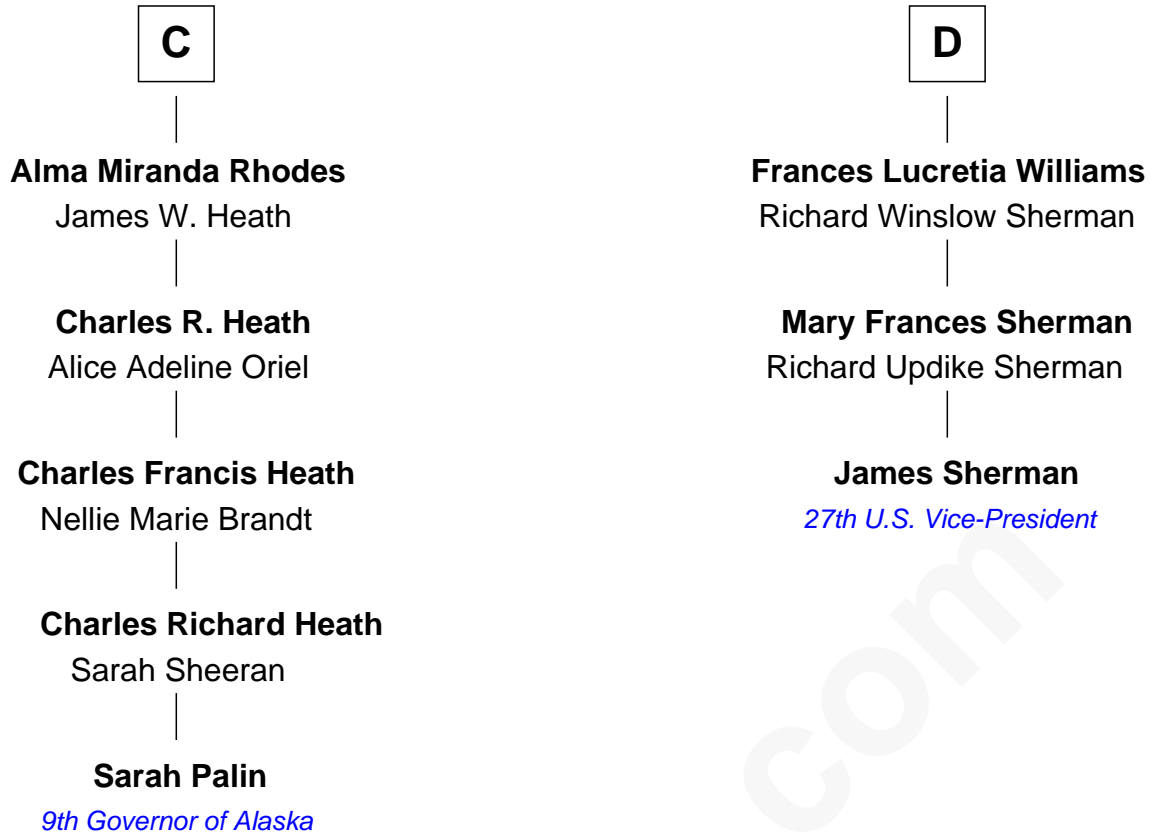 C
Alma Miranda Rhodes
James W. Heath
Charles R. Heath
Alice Adeline Oriel
Charles Francis Heath
Nellie Marie Brandt
Charles Richard Heath
Sarah Sheeran
Sarah Palin
9th Governor of Alaska
D
Frances Lucretia Williams
Richard Winslow Sherman
Mary Frances Sherman
Richard Updike Sherman
James Sherman
27th U.S. Vice-President
com